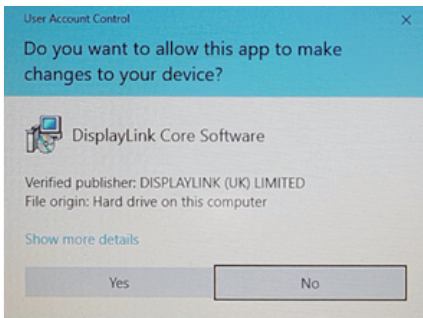 User Account Control
Do you want to allow this app to make
changes to your device?
DisplayLink Core Software
Verified publisher: DISPLAYLINK (UK) LIMITED
File origin: Hard drive on this computer
Show more details
Yes
No